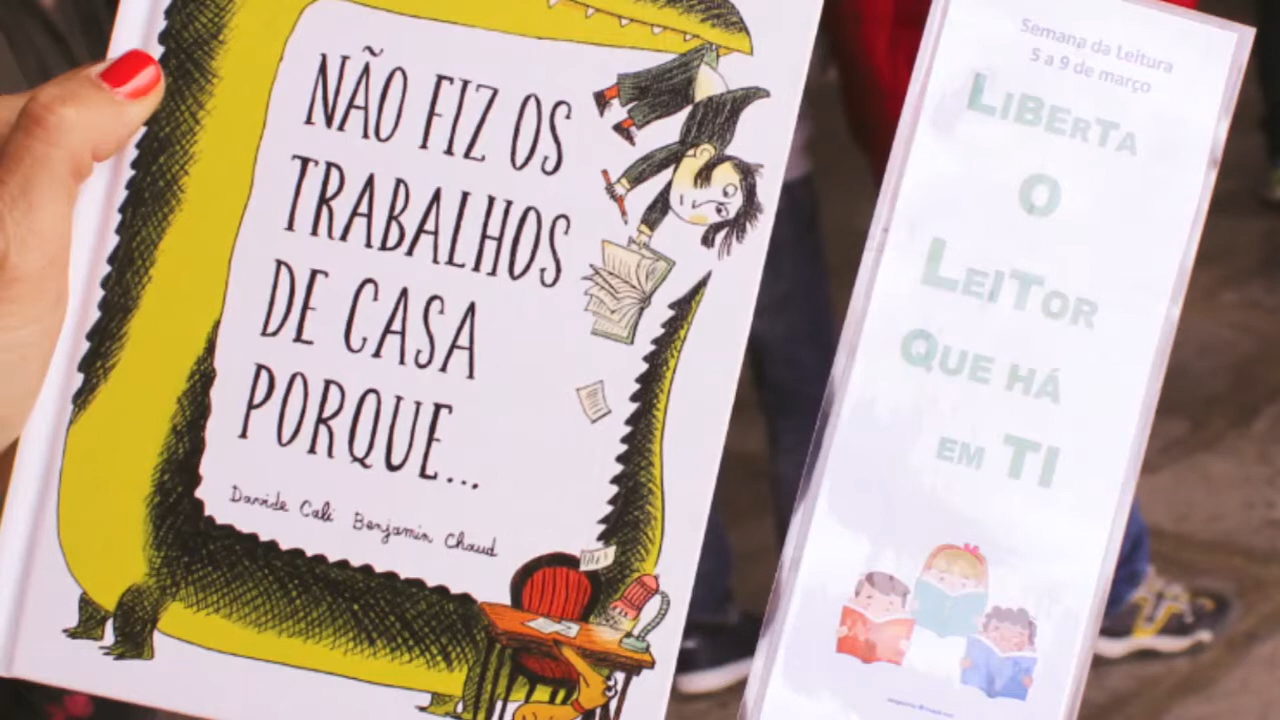 NÃO FIZ OS
TRABALHOS
DE CASA
PORQUE...
Davide Cali Benjamin Chaud
Semana da Leitura
5 a 9 de março
LIBERTA
O
LEITOR
QUE HÁ
EM TI